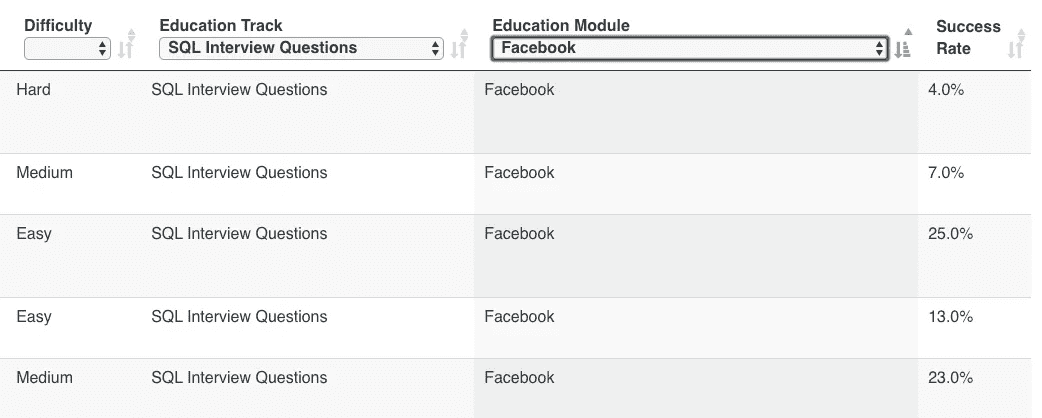 Difficulty Education Track Education Module Success Rate
SQL Interview Questions Facebook
Hard SQL Interview Questions Facebook 4.0%
Medium SQL Interview Questions Facebook 7.0%
Easy SQL Interview Questions Facebook 25.0%
Easy SQL Interview Questions Facebook 13.0%
Medium SQL Interview Questions Facebook 23.0%